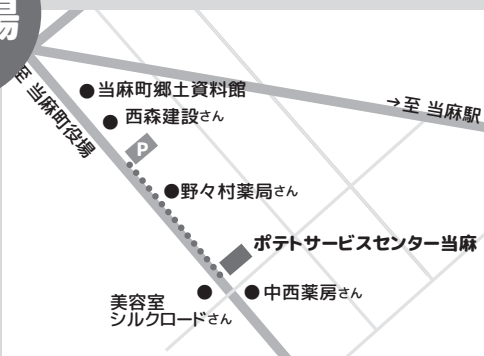 場
当麻町郷土資料館
西森建設さん
→至 当麻駅
至 当麻町役場
P
野々村薬局さん
ポテトサービスセンター当麻
中西薬房さん
美容室
シルクロードさん